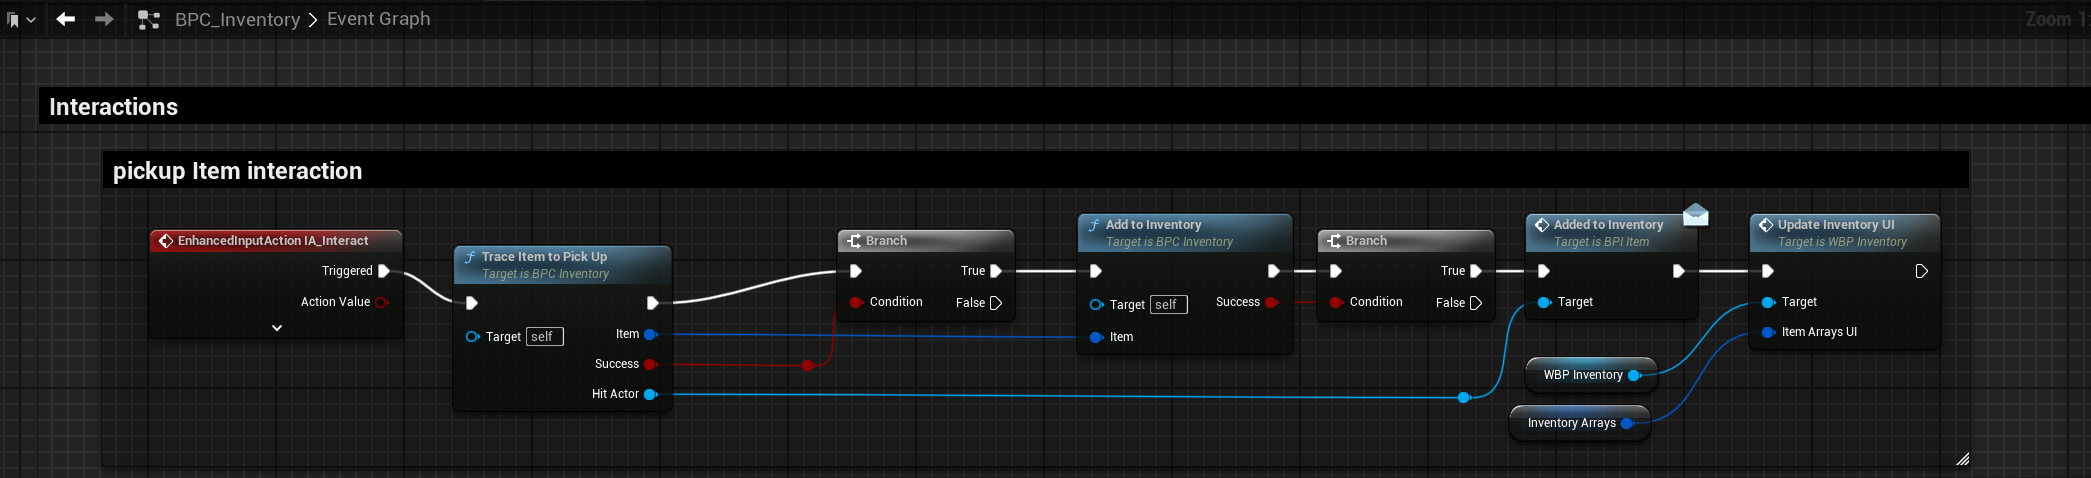 BPC_Inventory > Event Graph
Zoom 1
Interactions
pickup Item interaction
EnhancedInputAction IA_Interact
Triggered
Action Value
Trace Item to Pick Up
Target is BPC Inventory
Target self
Item
Success
Hit Actor
Branch
True
Condition
False
Add to Inventory
Target is BPC Inventory
Target self
Success
Item
Branch
True
Condition
False
Added to Inventory
Target is BPI Item
Target
WBP Inventory
Inventory Arrays
Update Inventory UI
Target is WBP Inventory
Target
Item Arrays UI